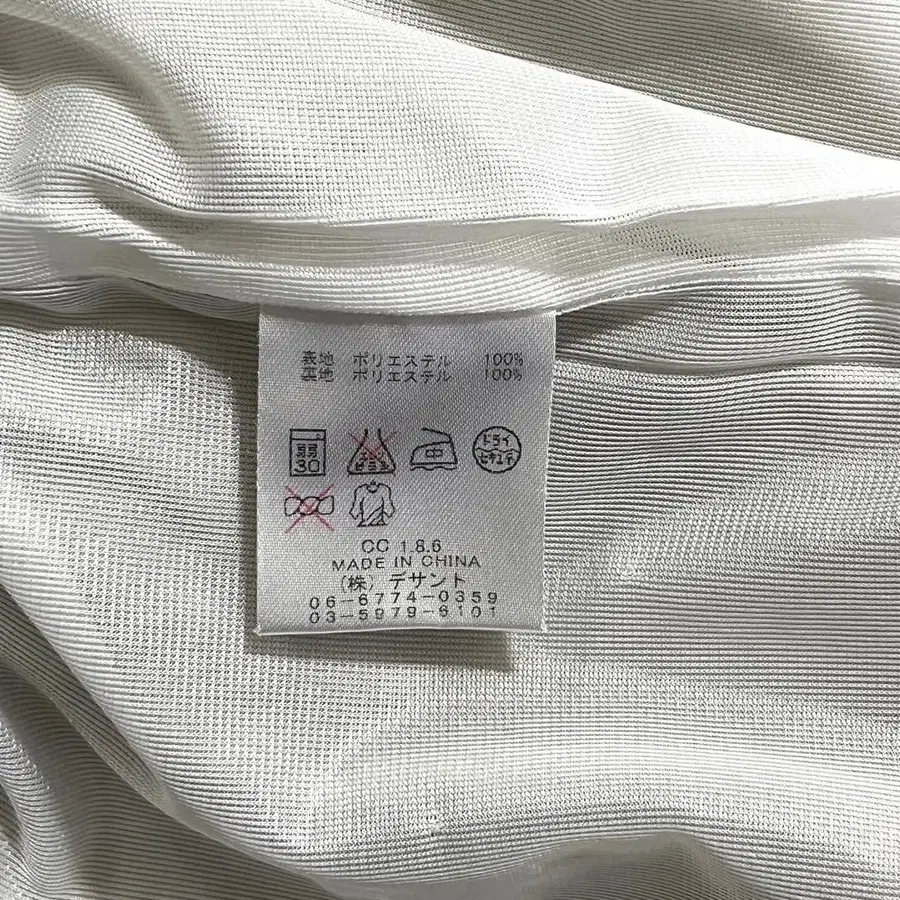 表地 ポリエステル 100%
裏地 ポリエステル 100%
弱 中 ドライ
30 セキユ系
CC 1.8.6
MADE IN CHINA
(株) デサント
06-6774-0359
03-5979-6101